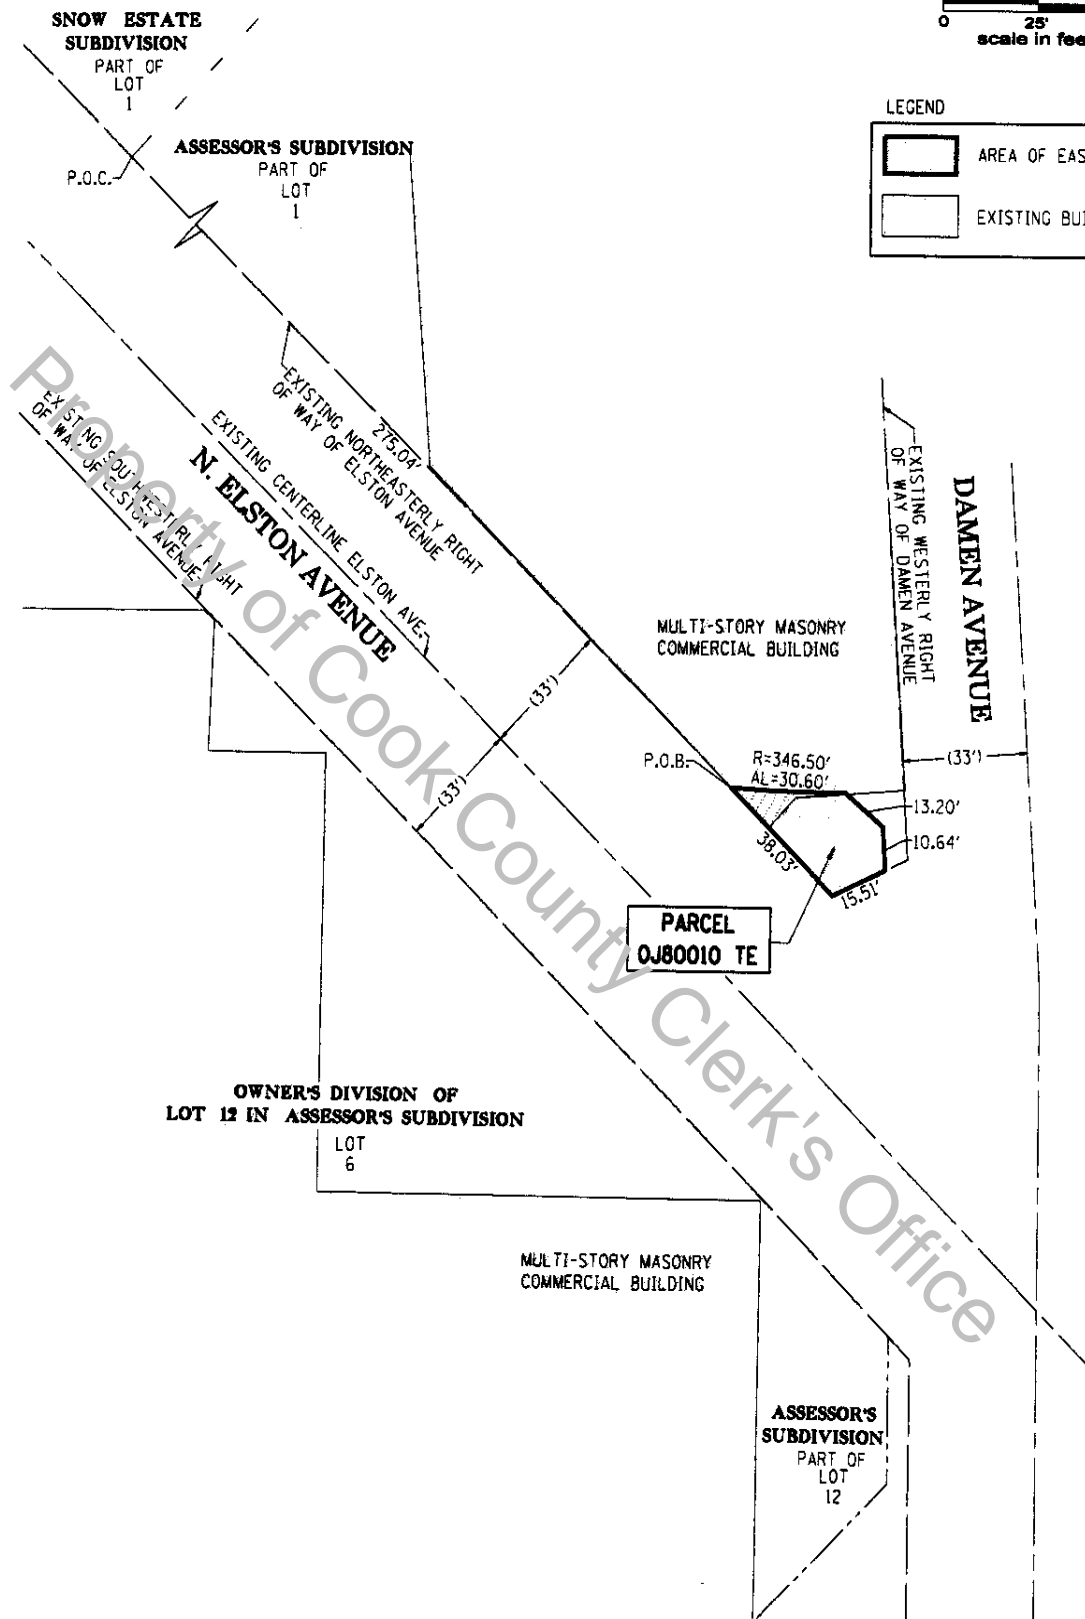 SNOW ESTATE
SUBDIVISION
PART OF
LOT
1
0
25'
scale in fee
LEGEND
AREA OF EAS
EXISTING BUI
ASSESSOR'S SUBDIVISION
PART OF
LOT
1
P.O.C.
EXISTING NORTHEASTERLY RIGHT
OF WAY OF ELSTON AVENUE
275.04'
EXISTING CENTERLINE ELSTON AVE.
N. ELSTON AVENUE
EXISTING SOUTHWESTERLY RIGHT
OF WAY OF ELSTON AVENUE
EXISTING WESTERLY RIGHT
OF WAY OF DAMEN AVENUE
DAMEN AVENUE
MULTI-STORY MASONRY
COMMERCIAL BUILDING
(33')
(33')
(33')
P.O.B.
R=346.50'
AL=30.60'
13.20'
10.64'
38.03'
15.51'
PARCEL
0J80010 TE
OWNER'S DIVISION OF
LOT 12 IN ASSESSOR'S SUBDIVISION
LOT
6
MULTI-STORY MASONRY
COMMERCIAL BUILDING
ASSESSOR'S
SUBDIVISION
PART OF
LOT
12
Property of Cook County Clerk's Office